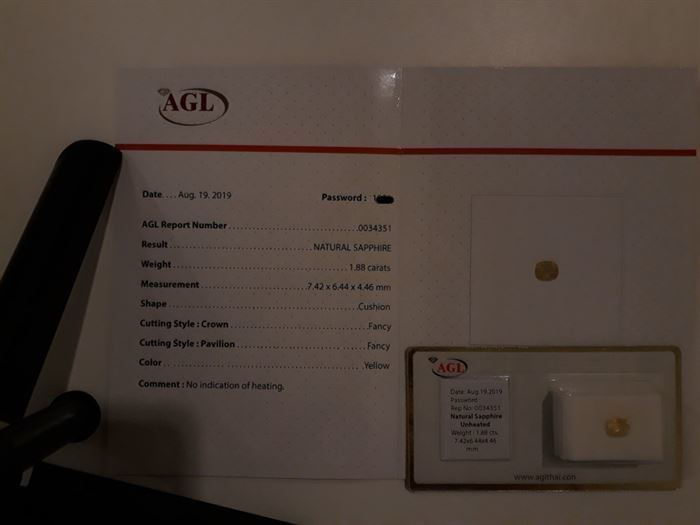 AGL
Date.... Aug. 19. 2019
Password :
AGL Report Number ........................................0034351
Result ............................................NATURAL SAPPHIRE
Weight ......................................................1.88 carats
Measurement ...................................7.42 x 6.44 x 4.46 mm
Shape .........................................................Cushion
Cutting Style : Crown ........................................Fancy
Cutting Style : Pavilion ......................................Fancy
Color ...........................................................Yellow
Comment : No indication of heating.
AGL
Date: Aug.19.2019
Password
Rep No: 0034351
Natural Sapphire
Unheated
Weight : 1.88 cts.
7.42x6.44x4.46
mm
www.aglthai.con